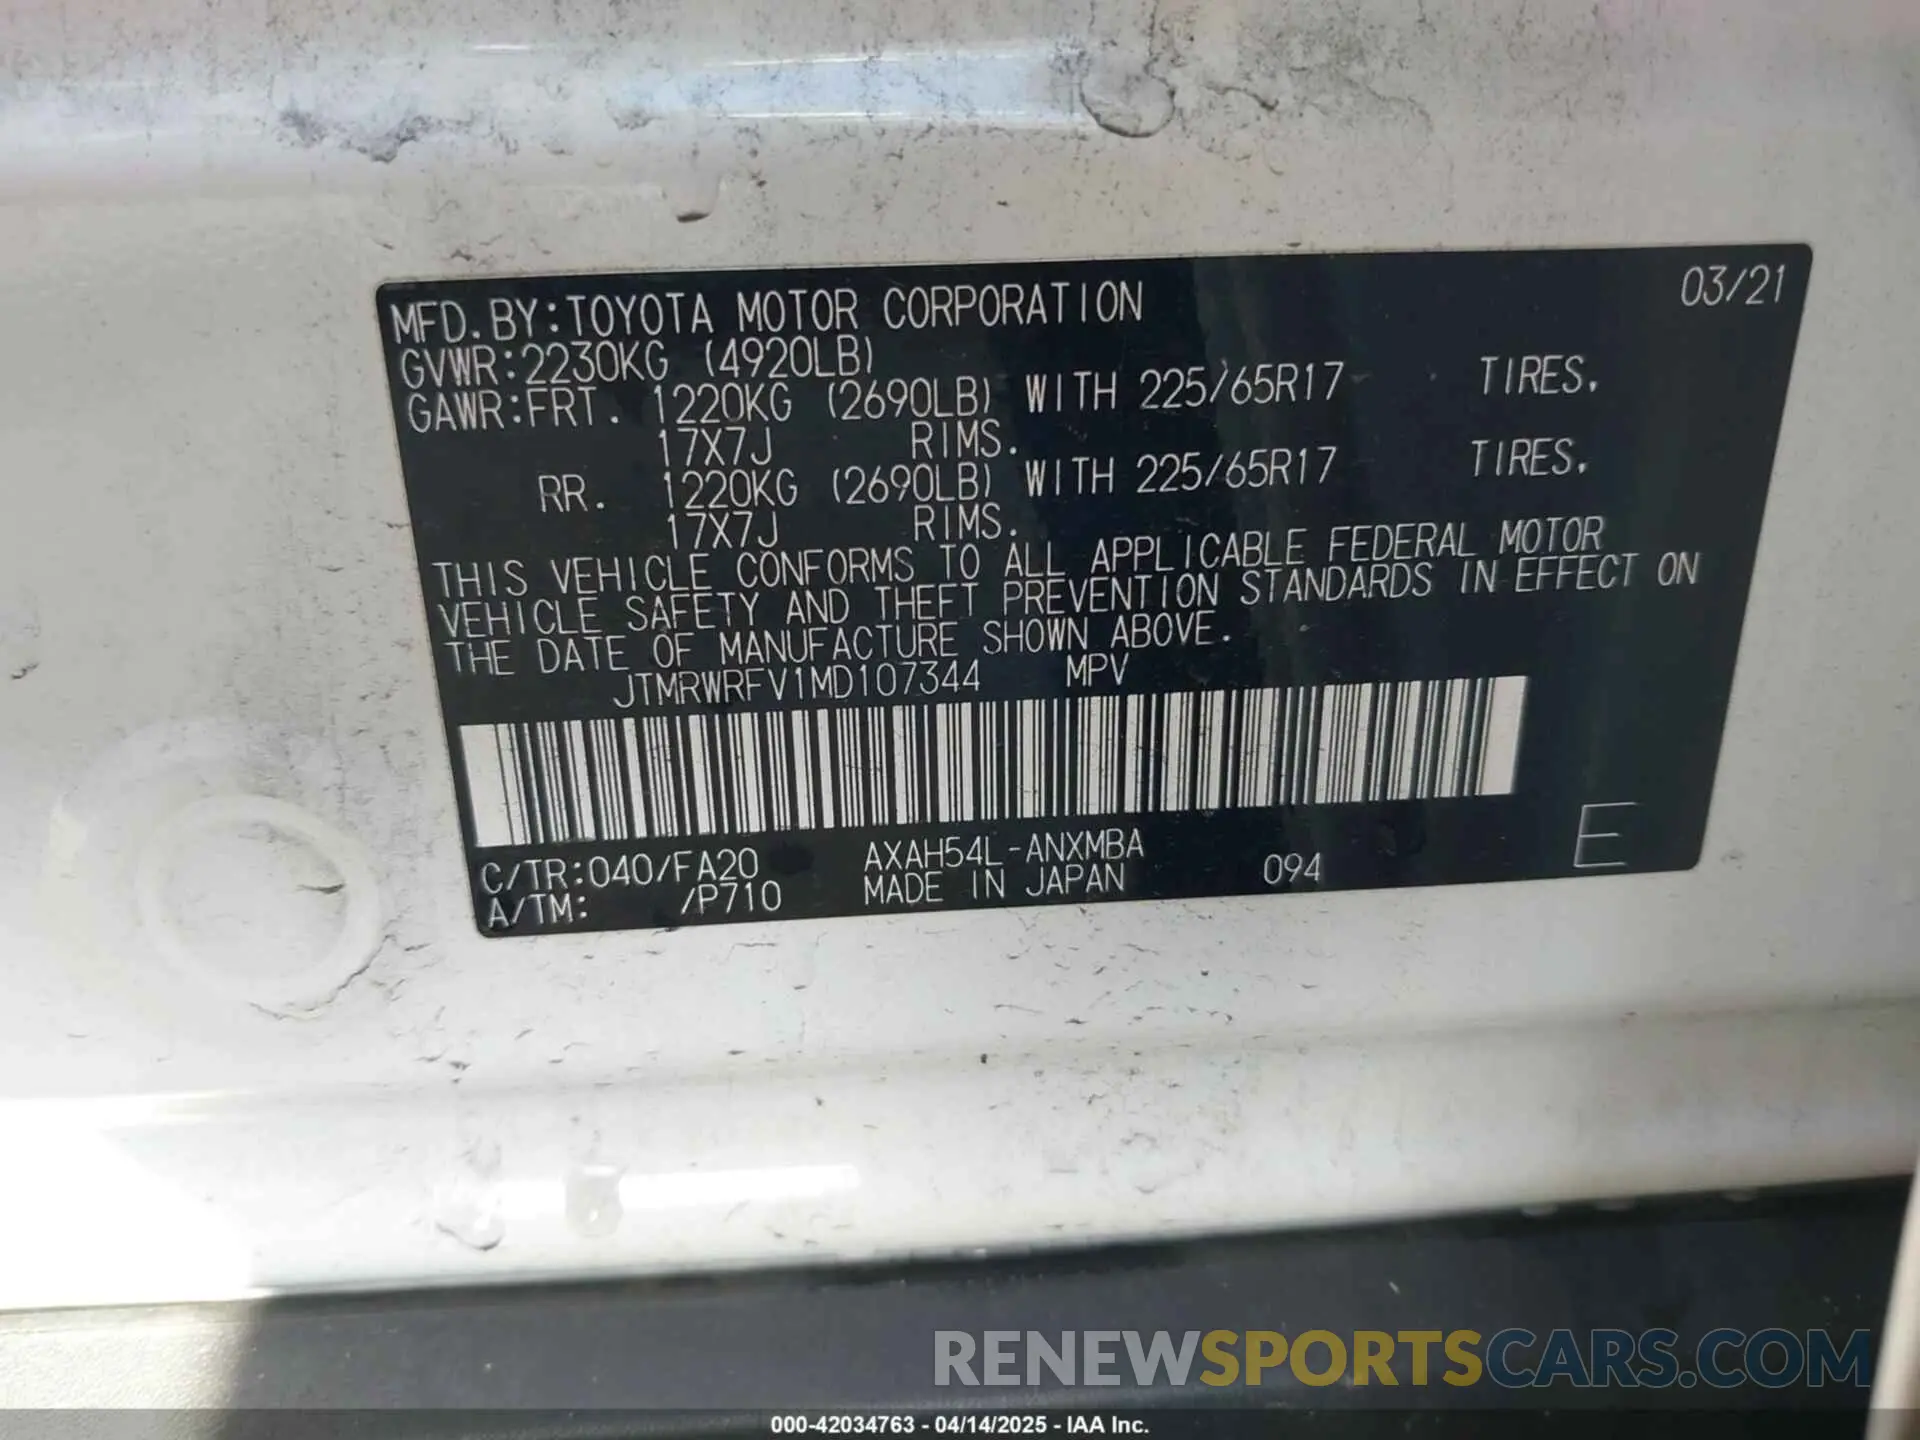 MFD.BY:TOYOTA MOTOR CORPORATION 03/21
GVWR:2230KG (4920LB)
GAWR:FRT. 1220KG (2690LB) WITH 225/65R17 TIRES,
17X7J RIMS.
RR. 1220KG (2690LB) WITH 225/65R17 TIRES,
17X7J RIMS.
THIS VEHICLE CONFORMS TO ALL APPLICABLE FEDERAL MOTOR
VEHICLE SAFETY AND THEFT PREVENTION STANDARDS IN EFFECT ON
THE DATE OF MANUFACTURE SHOWN ABOVE.
JTMRWRFV1MD107344 MPV
C/TR:040/FA20 AXAH54L-ANXMBA
A/TM: /P710 MADE IN JAPAN 094 E
RENEWSPORTSCARS.COM
000-42034763 - 04/14/2025 - IAA Inc.